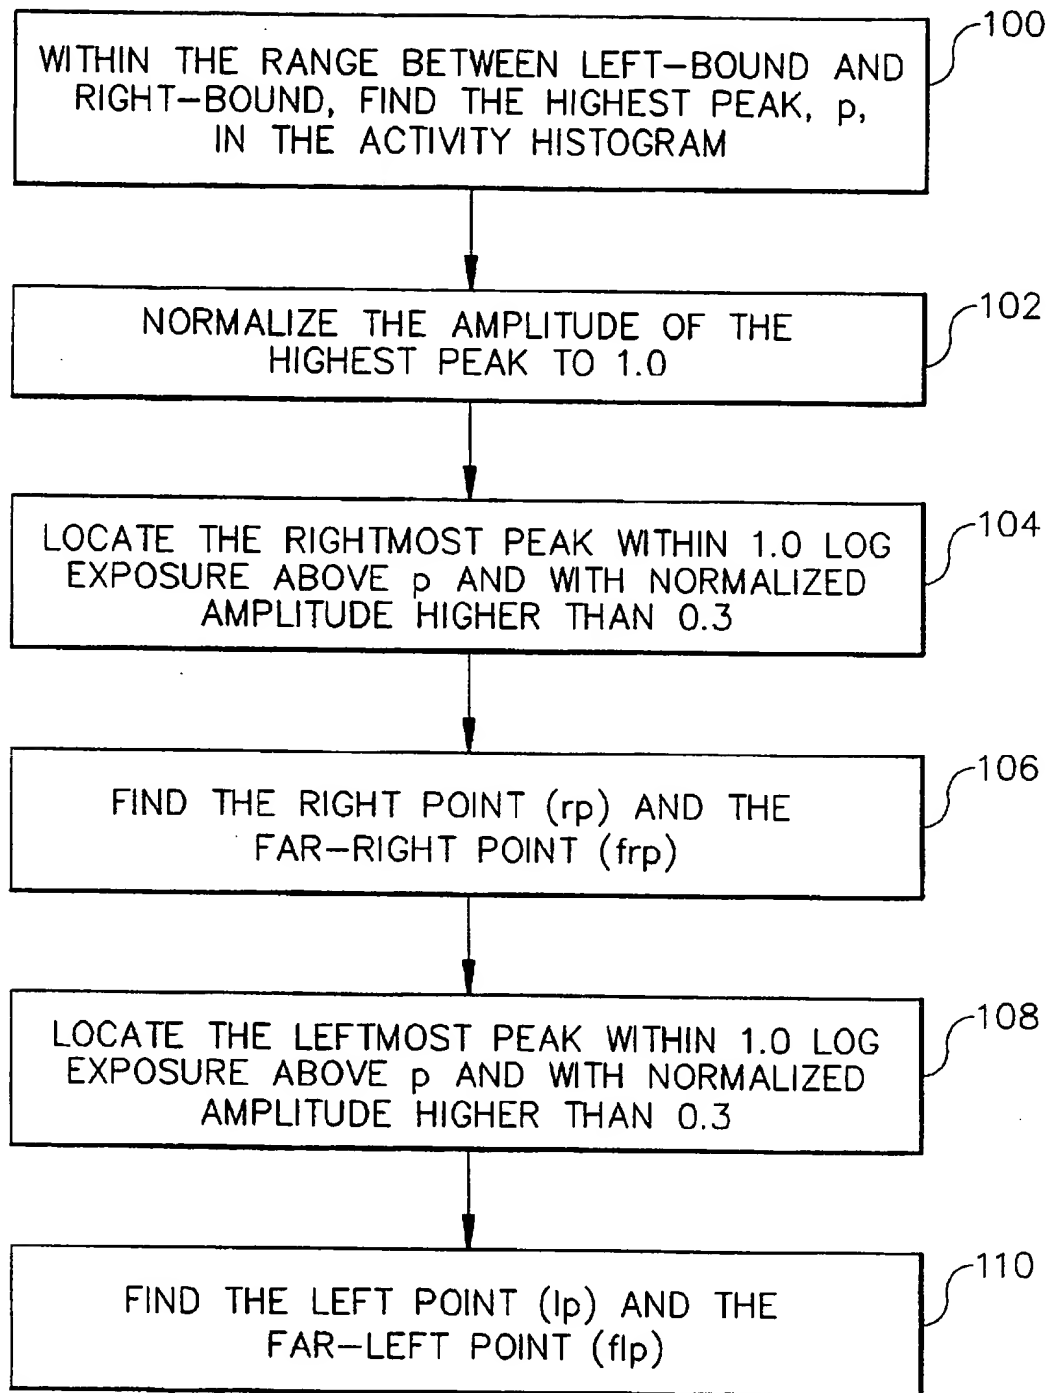 100
WITHIN THE RANGE BETWEEN LEFT–BOUND AND
RIGHT–BOUND, FIND THE HIGHEST PEAK, p,
IN THE ACTIVITY HISTOGRAM
102
NORMALIZE THE AMPLITUDE OF THE
HIGHEST PEAK TO 1.0
104
LOCATE THE RIGHTMOST PEAK WITHIN 1.0 LOG
EXPOSURE ABOVE p AND WITH NORMALIZED
AMPLITUDE HIGHER THAN 0.3
106
FIND THE RIGHT POINT (rp) AND THE
FAR–RIGHT POINT (frp)
108
LOCATE THE LEFTMOST PEAK WITHIN 1.0 LOG
EXPOSURE ABOVE p AND WITH NORMALIZED
AMPLITUDE HIGHER THAN 0.3
110
FIND THE LEFT POINT (lp) AND THE
FAR–LEFT POINT (flp)